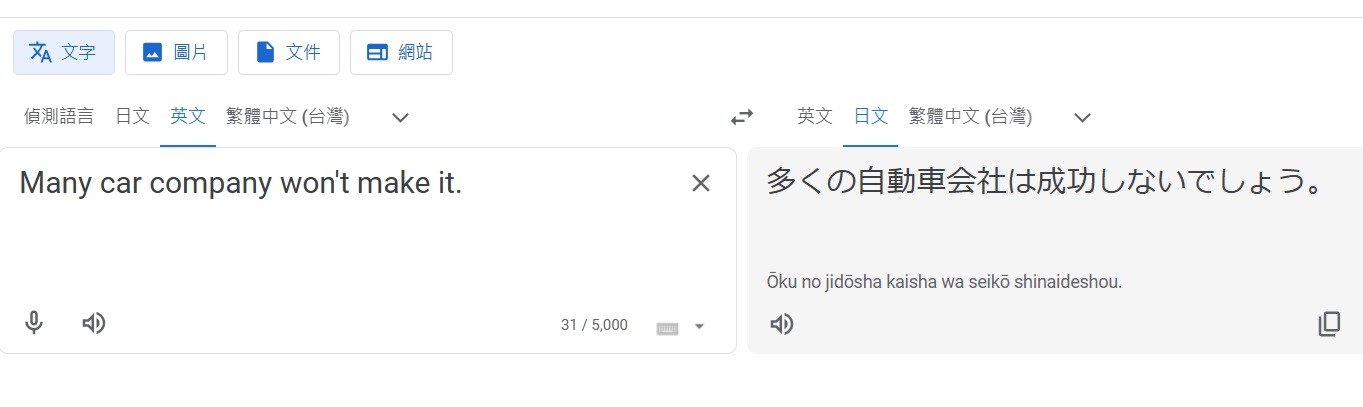 文字 圖片 文件 網站
偵測語言 日文 英文 繁體中文 (台灣) 英文 日文 繁體中文 (台灣)
Many car company won't make it.
多くの自動車会社は成功しないでしょう。
Ōku no jidōsha kaisha wa seikō shinaideshou.
31 / 5,000